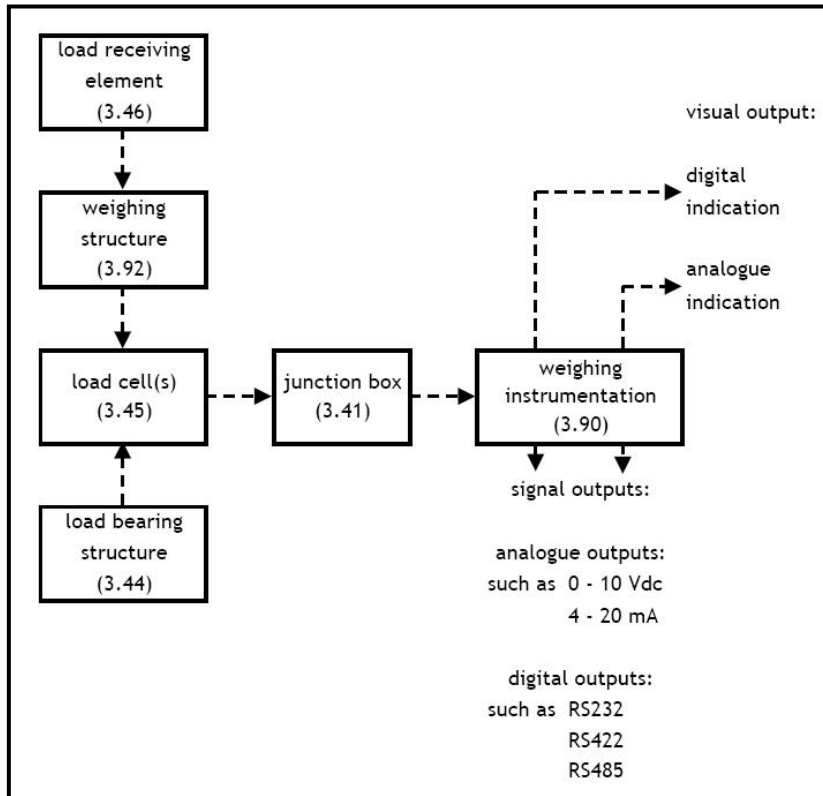 load receiving
element
(3.46)
weighing
structure
(3.92)
load cell(s)
(3.45)
load bearing
structure
(3.44)
junction box
(3.41)
weighing
instrumentation
(3.90)
visual output:
digital
indication
analogue
indication
signal outputs:
analogue outputs:
such as 0 - 10 Vdc
4 - 20 mA
digital outputs:
such as RS232
RS422
RS485